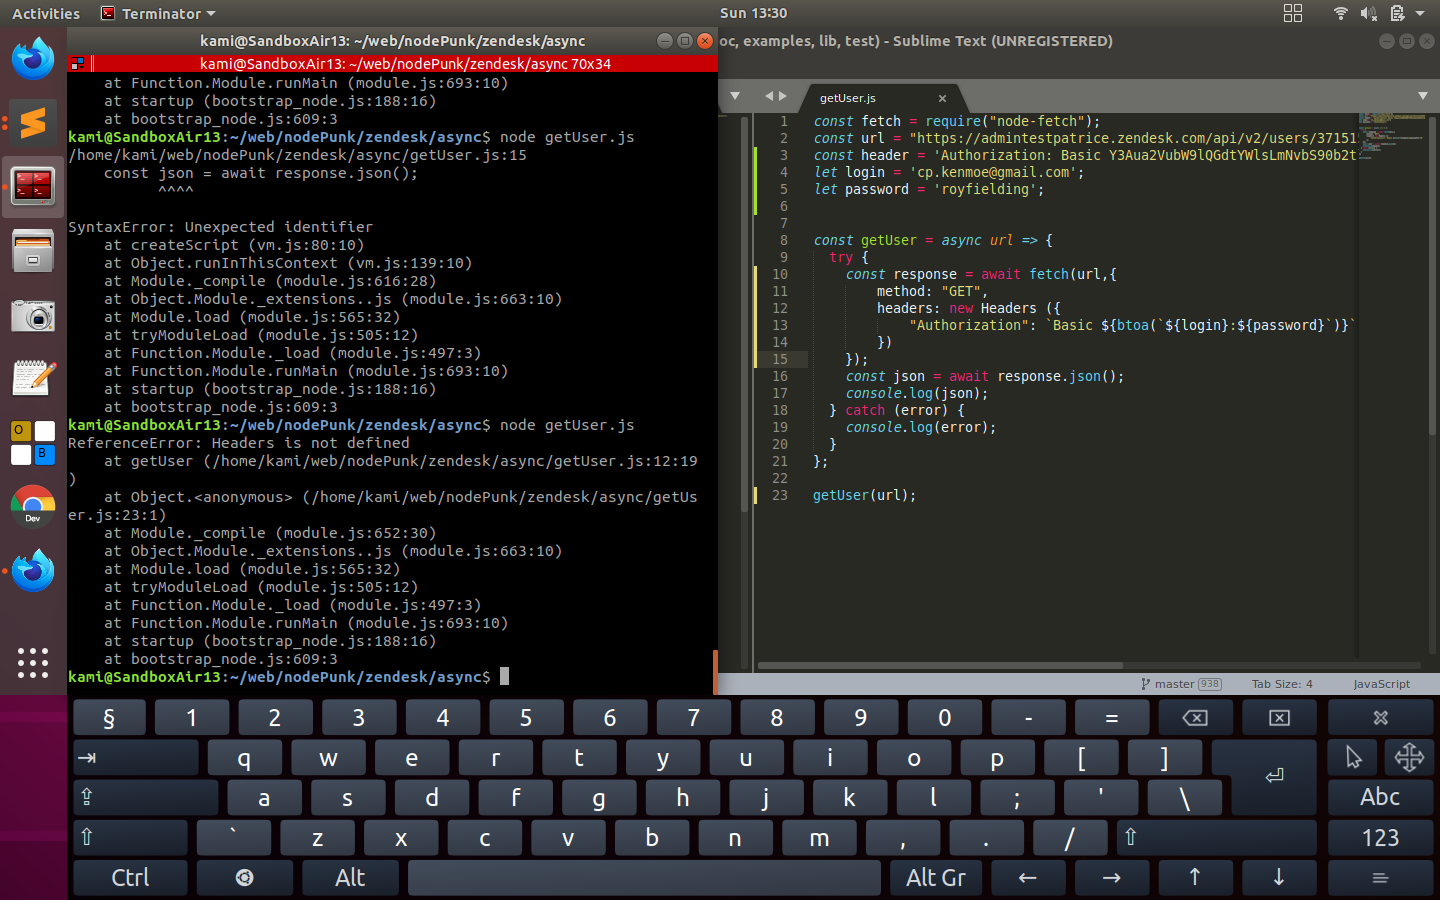 Activities
Terminator
Sun 13:30
kami@SandboxAir13: ~/web/nodePunk/zendesk/async
oc, examples, lib, test) - Sublime Text (UNREGISTERED)
kami@SandboxAir13: ~/web/nodePunk/zendesk/async 70x34
    at Function.Module.runMain (module.js:693:10)
    at startup (bootstrap_node.js:188:16)
    at bootstrap_node.js:609:3
kami@SandboxAir13:~/web/nodePunk/zendesk/async$ node getUser.js
/home/kami/web/nodePunk/zendesk/async/getUser.js:15
    const json = await response.json();
          ^^^^
SyntaxError: Unexpected identifier
    at createScript (vm.js:80:10)
    at Object.runInThisContext (vm.js:139:10)
    at Module._compile (module.js:616:28)
    at Object.Module._extensions..js (module.js:663:10)
    at Module.load (module.js:565:32)
    at tryModuleLoad (module.js:505:12)
    at Function.Module._load (module.js:497:3)
    at Function.Module.runMain (module.js:693:10)
    at startup (bootstrap_node.js:188:16)
    at bootstrap_node.js:609:3
kami@SandboxAir13:~/web/nodePunk/zendesk/async$ node getUser.js
ReferenceError: Headers is not defined
    at getUser (/home/kami/web/nodePunk/zendesk/async/getUser.js:12:19
)
    at Object.<anonymous> (/home/kami/web/nodePunk/zendesk/async/getUs
er.js:23:1)
    at Module._compile (module.js:652:30)
    at Object.Module._extensions..js (module.js:663:10)
    at Module.load (module.js:565:32)
    at tryModuleLoad (module.js:505:12)
    at Function.Module._load (module.js:497:3)
    at Function.Module.runMain (module.js:693:10)
    at startup (bootstrap_node.js:188:16)
    at bootstrap_node.js:609:3
kami@SandboxAir13:~/web/nodePunk/zendesk/async$
getUser.js
1 const fetch = require("node-fetch");
2 const url = "https://admintestpatrice.zendesk.com/api/v2/users/37151
3 const header = 'Authorization: Basic Y3Aua2VubW9lQGdtYWlsLmNvbS90b2t
4 let login = 'cp.kenmoe@gmail.com';
5 let password = 'royfielding';
6
7
8 const getUser = async url => {
9   try {
10     const response = await fetch(url,{
11         method: "GET",
12         headers: new Headers ({
13             "Authorization": `Basic ${btoa(`${login}:${password}`)}`
14         })
15     });
16     const json = await response.json();
17     console.log(json);
18   } catch (error) {
19     console.log(error);
20   }
21 };
22
23 getUser(url);
master 938
Tab Size: 4
JavaScript
O
B
Dev
§ 1 2 3 4 5 6 7 8 9 0 - =
q w e r t y u i o p [ ]
a s d f g h j k l ; ' \ Abc
` z x c v b n m , . / 123
Ctrl Alt Alt Gr ← → ↑ ↓